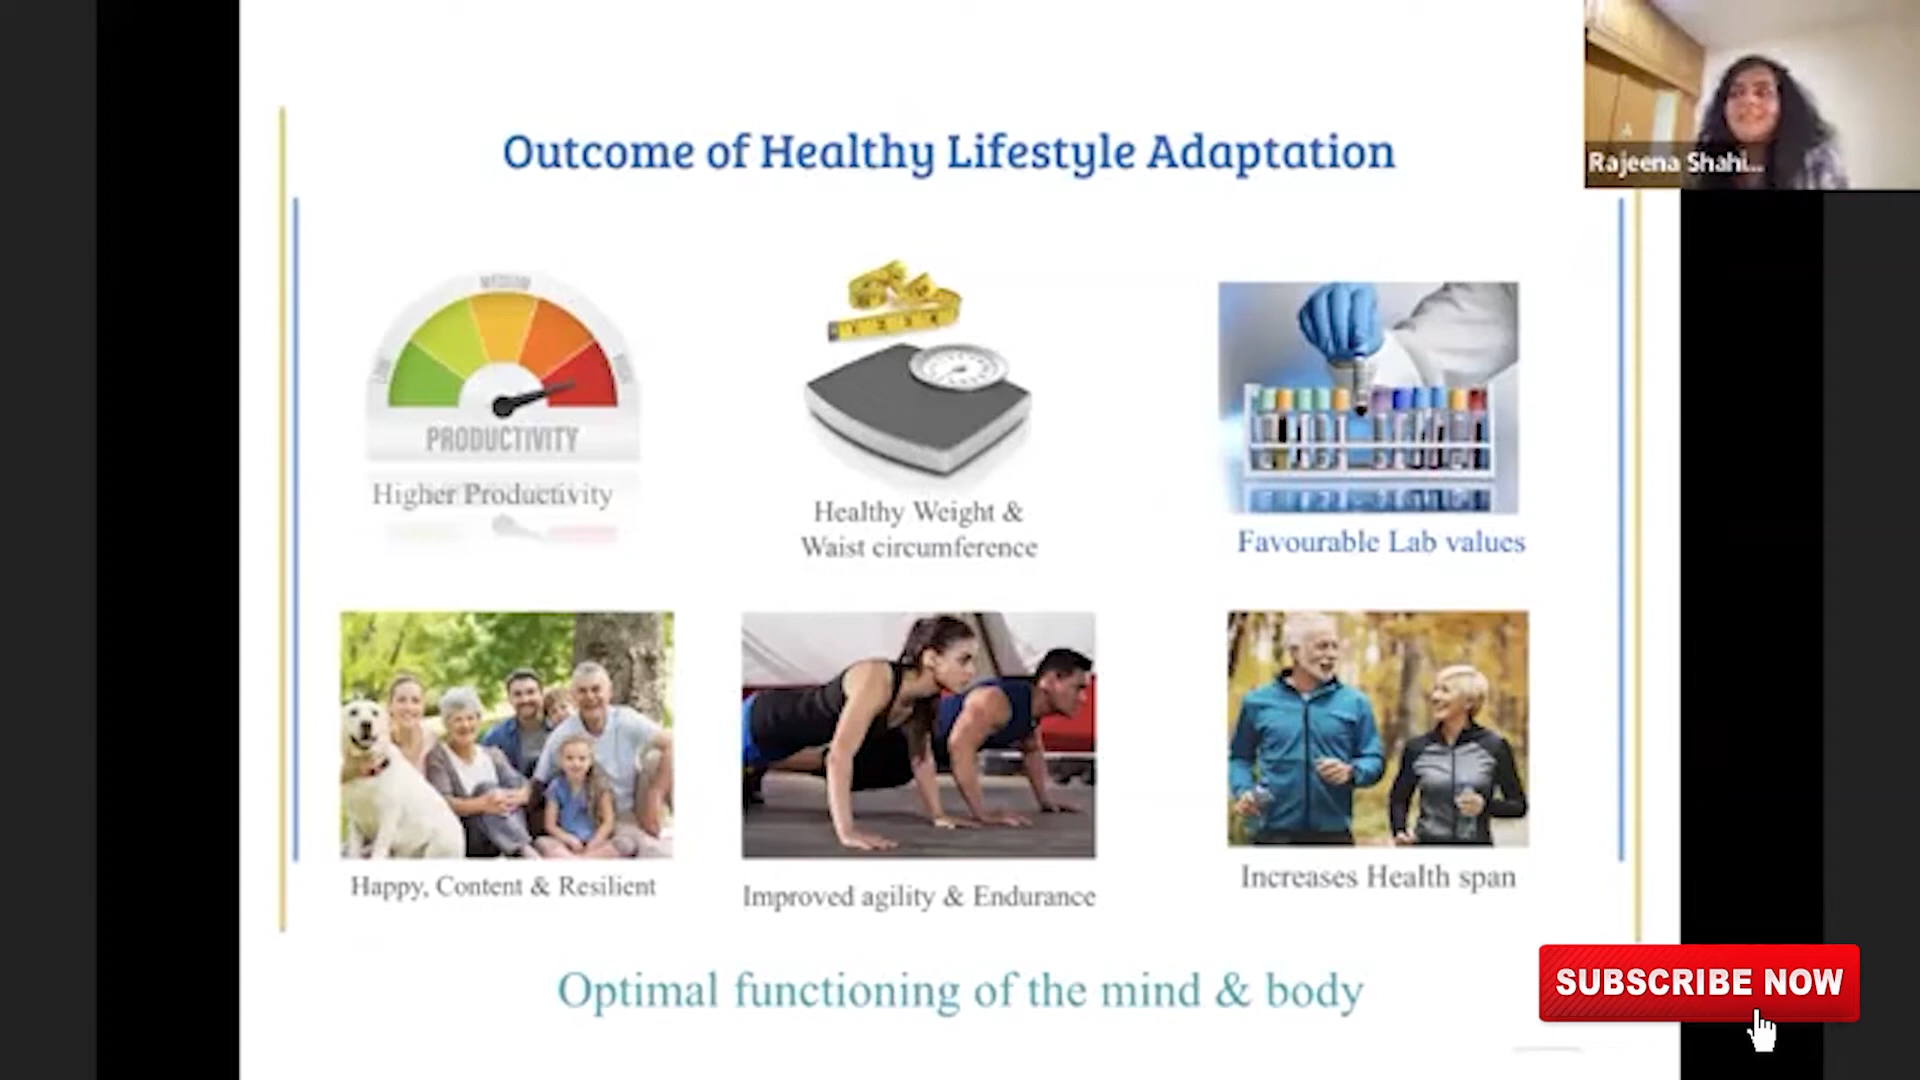 Outcome of Healthy Lifestyle Adaptation
Rajeena Shahi...
MEDIUM
PRODUCTIVITY
Higher Productivity
Healthy Weight &
Waist circumference
Favourable Lab values
Happy, Content & Resilient
Improved agility & Endurance
Increases Health span
Optimal functioning of the mind & body
SUBSCRIBE NOW